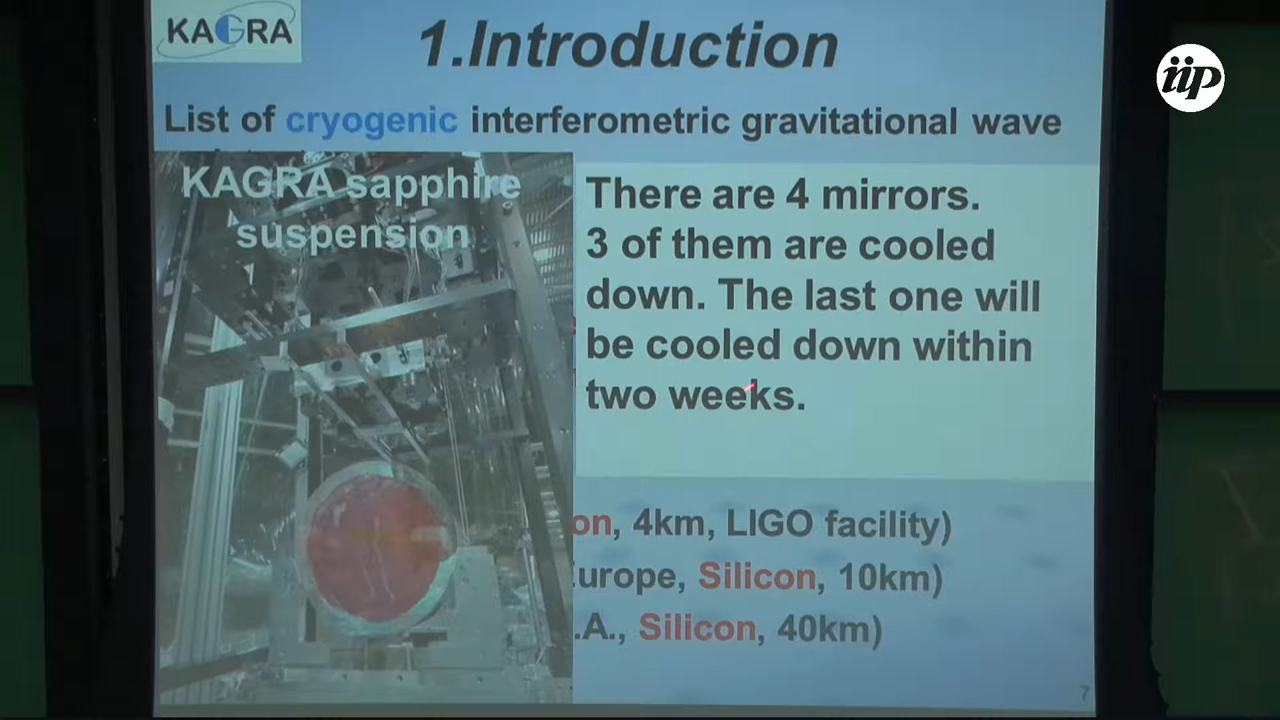 KAGRA
1.Introduction
iip
List of cryogenic interferometric gravitational wave
KAGRA sapphire
suspension
There are 4 mirrors.
3 of them are cooled
down. The last one will
be cooled down within
two weeks.
on, 4km, LIGO facility)
urope, Silicon, 10km)
.A., Silicon, 40km)
7